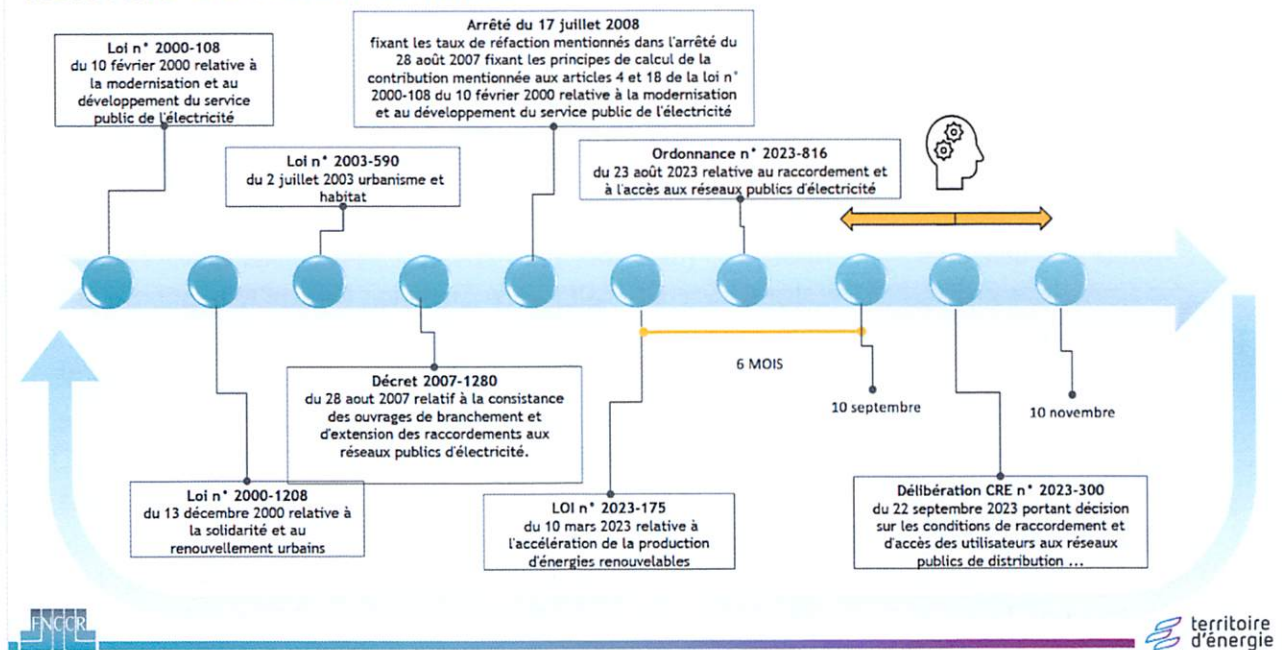 Loi n° 2000-108
du 10 février 2000 relative à
la modernisation et au
développement du service
public de l'électricité
Arrêté du 17 juillet 2008
fixant les taux de réfaction mentionnés dans l'arrêté du
28 août 2007 fixant les principes de calcul de la
contribution mentionnée aux articles 4 et 18 de la loi n°
2000-108 du 10 février 2000 relative à la modernisation
et au développement du service public de l'électricité
Loi n° 2003-590
du 2 juillet 2003 urbanisme et
habitat
Ordonnance n° 2023-816
du 23 août 2023 relative au raccordement et
à l'accès aux réseaux publics d'électricité
6 MOIS
10 septembre
10 novembre
Décret 2007-1280
du 28 aout 2007 relatif à la consistance
des ouvrages de branchement et
d'extension des raccordements aux
réseaux publics d'électricité.
Loi n° 2000-1208
du 13 décembre 2000 relative à
la solidarité et au
renouvellement urbains
LOI n° 2023-175
du 10 mars 2023 relative à
l'accélération de la production
d'énergies renouvelables
Délibération CRE n° 2023-300
du 22 septembre 2023 portant décision
sur les conditions de raccordement et
d'accès des utilisateurs aux réseaux
publics de distribution ...
FNCCR
territoire
d'énergie